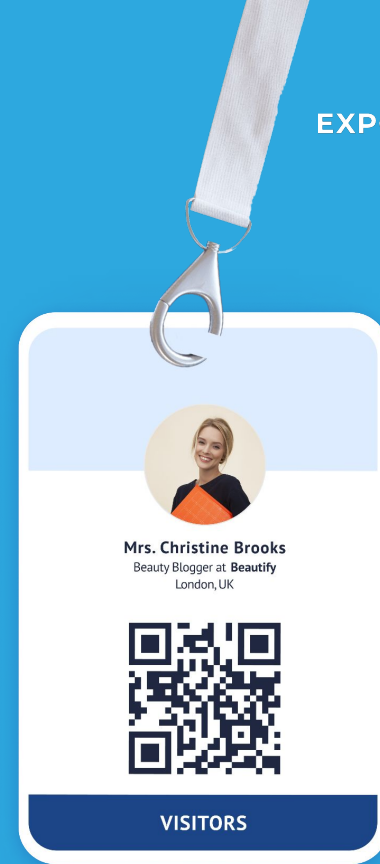 Mrs. Christine Brooks
Beauty Blogger at Beautify
London, UK
VISITORS